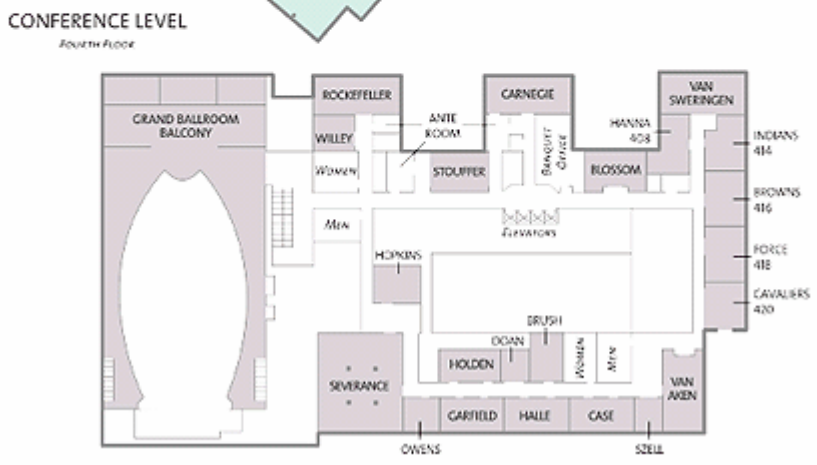 CONFERENCE LEVEL
FOURTH FLOOR
ROCKEFELLER
CARNEGIE
VAN
SWERINGEN
GRAND BALLROOM
BALCONY
WILLEY
ANTE
ROOM
BANQUET
OFFICE
HANNA
408
INDIANS
414
WOMEN
STOUFFER
BLOSSOM
BROWNS
416
MEN
ELEVATORS
HOPKINS
FORCE
418
CAVALIERS
420
BRUSH
DOAN
HOLDEN
WOMEN
MEN
SEVERANCE
VAN
AKEN
GARFIELD
HALLE
CASE
OWENS
SZELL